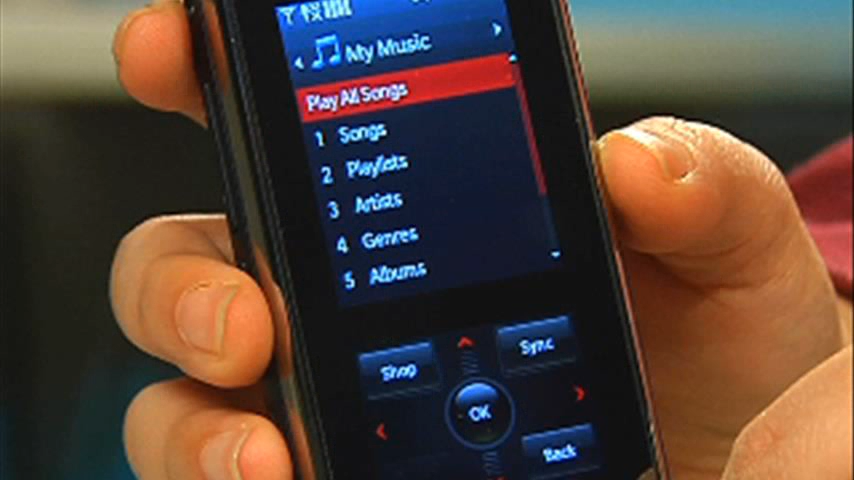 My Music
Play All Songs
1 Songs
2 Playlists
3 Artists
4 Genres
5 Albums
Shop
Sync
OK
Back